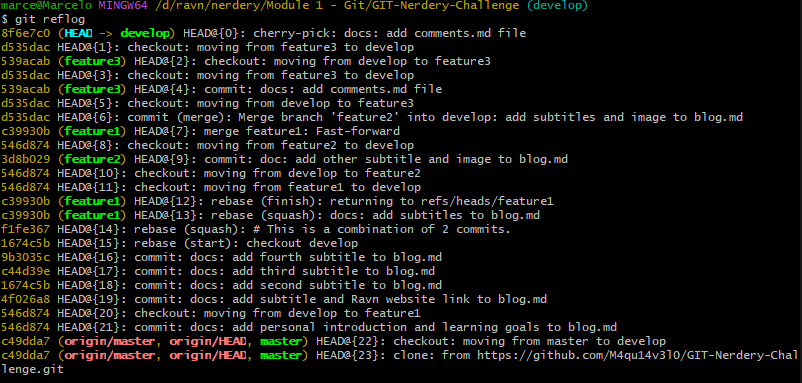 marce@Marcelo MINGW64 /d/ravn/nerdery/Module 1 - Git/GIT-Nerdery-Challenge (develop)
$ git reflog
8f6e7c0 (HEAD -> develop) HEAD@{0}: cherry-pick: docs: add comments.md file
d535dac HEAD@{1}: checkout: moving from feature3 to develop
539acab (feature3) HEAD@{2}: checkout: moving from develop to feature3
d535dac HEAD@{3}: checkout: moving from feature3 to develop
539acab (feature3) HEAD@{4}: commit: docs: add comments.md file
d535dac HEAD@{5}: checkout: moving from develop to feature3
d535dac HEAD@{6}: commit (merge): Merge branch 'feature2' into develop: add subtitles and image to blog.md
c39930b (feature1) HEAD@{7}: merge feature1: Fast-forward
546d874 HEAD@{8}: checkout: moving from feature2 to develop
3d8b029 (feature2) HEAD@{9}: commit: doc: add other subtitle and image to blog.md
546d874 HEAD@{10}: checkout: moving from develop to feature2
546d874 HEAD@{11}: checkout: moving from feature1 to develop
c39930b (feature1) HEAD@{12}: rebase (finish): returning to refs/heads/feature1
c39930b (feature1) HEAD@{13}: rebase (squash): docs: add subtitles to blog.md
f1fe367 HEAD@{14}: rebase (squash): # This is a combination of 2 commits.
1674c5b HEAD@{15}: rebase (start): checkout develop
9b3035c HEAD@{16}: commit: docs: add fourth subtitle to blog.md
c44d39e HEAD@{17}: commit: docs: add third subtitle to blog.md
1674c5b HEAD@{18}: commit: docs: add second subtitle to blog.md
4f026a8 HEAD@{19}: commit: docs: add subtitle and Ravn website link to blog.md
546d874 HEAD@{20}: checkout: moving from develop to feature1
546d874 HEAD@{21}: commit: docs: add personal introduction and learning goals to blog.md
c49dda7 (origin/master, origin/HEAD, master) HEAD@{22}: checkout: moving from master to develop
c49dda7 (origin/master, origin/HEAD, master) HEAD@{23}: clone: from https://github.com/M4qu14v3l0/GIT-Nerdery-Chal
lenge.git